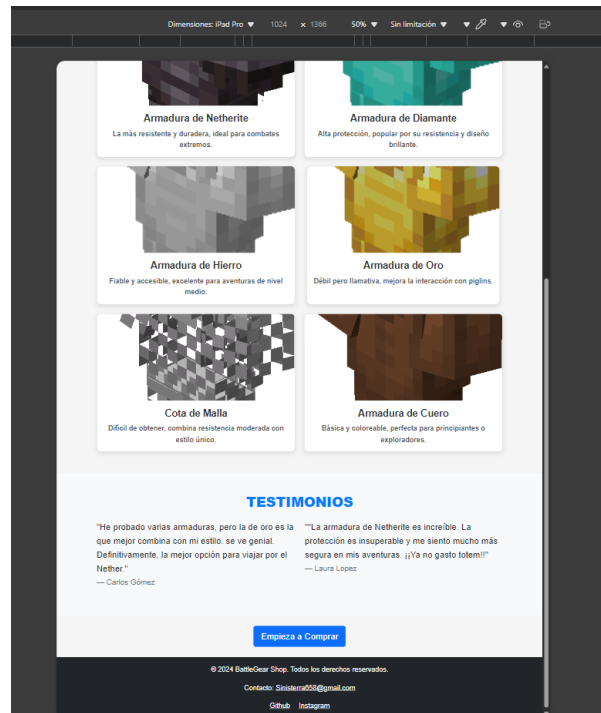 Dimensiones: iPad Pro ▼ 1024 × 1366 50% ▼ Sin limitación ▼
Armadura de Netherite
La más resistente y duradera, ideal para combates
extremos.
Armadura de Diamante
Alta protección, popular por su resistencia y diseño
brillante.
Armadura de Hierro
Fiable y accesible, excelente para aventuras de nivel
medio.
Armadura de Oro
Débil pero llamativa, mejora la interacción con piglins.
Cota de Malla
Difícil de obtener, combina resistencia moderada con
estilo único.
Armadura de Cuero
Básica y coloreable, perfecta para principiantes o
exploradores.
TESTIMONIOS
"He probado varias armaduras, pero la de oro es la
que mejor combina con mi estilo. se ve genial.
Definitivamente, la mejor opción para viajar por el
Nether."
— Carlos Gómez
""La armadura de Netherite es increíble. La
protección es insuperable y me siento mucho más
segura en mis aventuras. ¡¡Ya no gasto totem!!"
— Laura Lopez
Empieza a Comprar
© 2024 BattleGear Shop. Todos los derechos reservados.
Contacto: Sinisterra658@gmail.com
Github Instagram